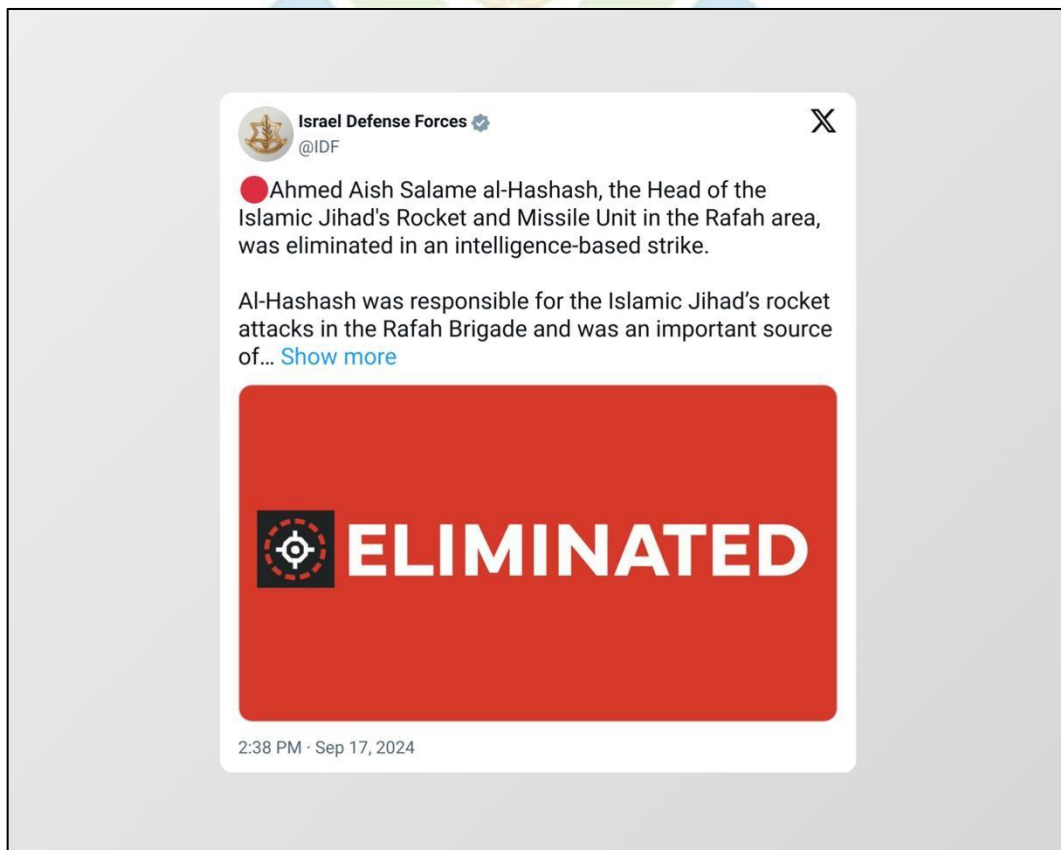 Israel Defense Forces
@IDF
🔴Ahmed Aish Salame al-Hashash, the Head of the
Islamic Jihad's Rocket and Missile Unit in the Rafah area,
was eliminated in an intelligence-based strike.
Al-Hashash was responsible for the Islamic Jihad’s rocket
attacks in the Rafah Brigade and was an important source
of… Show more
ELIMINATED
2:38 PM · Sep 17, 2024